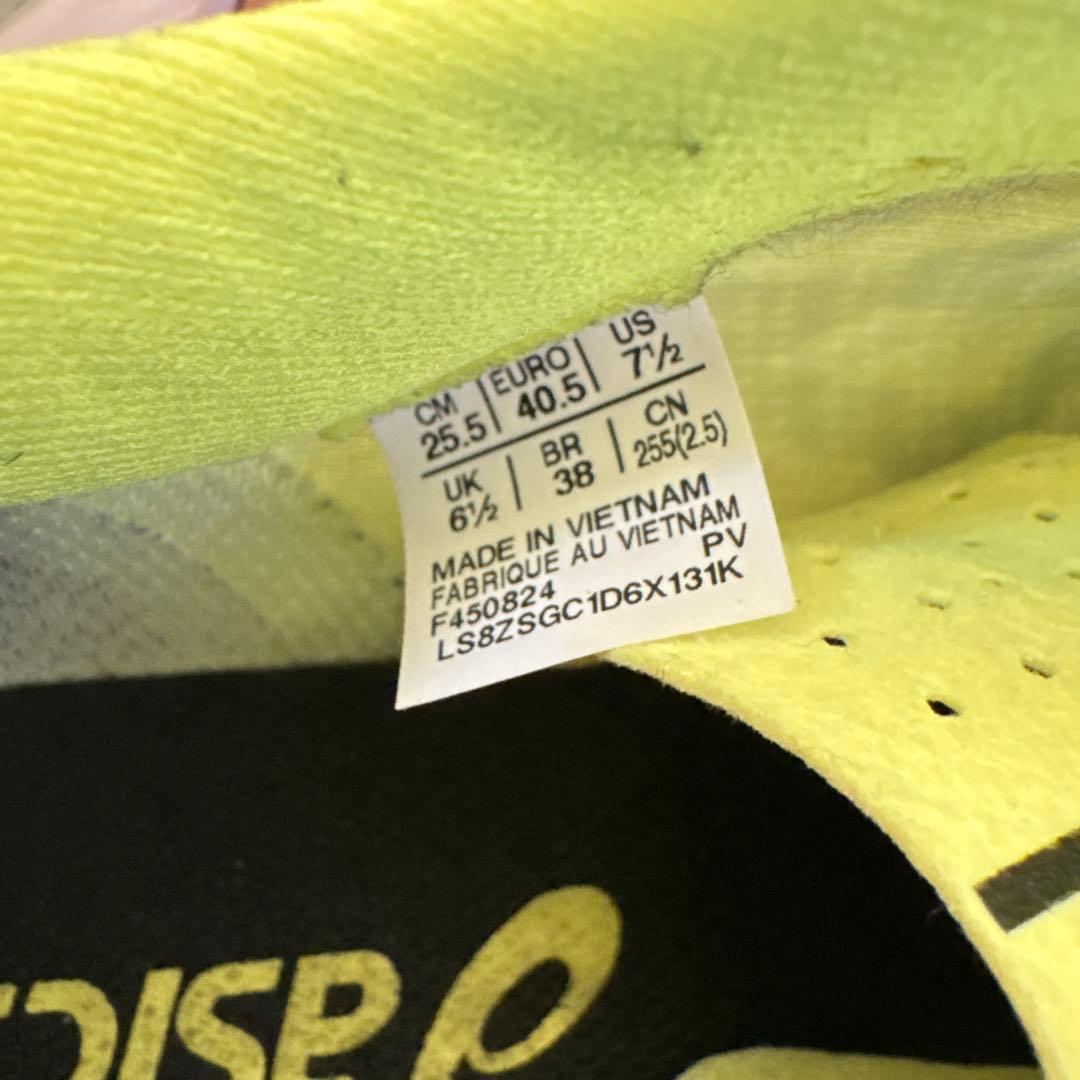 CM EURO US
25.5 40.5 7½
UK BR CN
6½ 38 255(2.5)
MADE IN VIETNAM
FABRIQUE AU VIETNAM
F450824 PV
LS8ZSGC1D6X131K